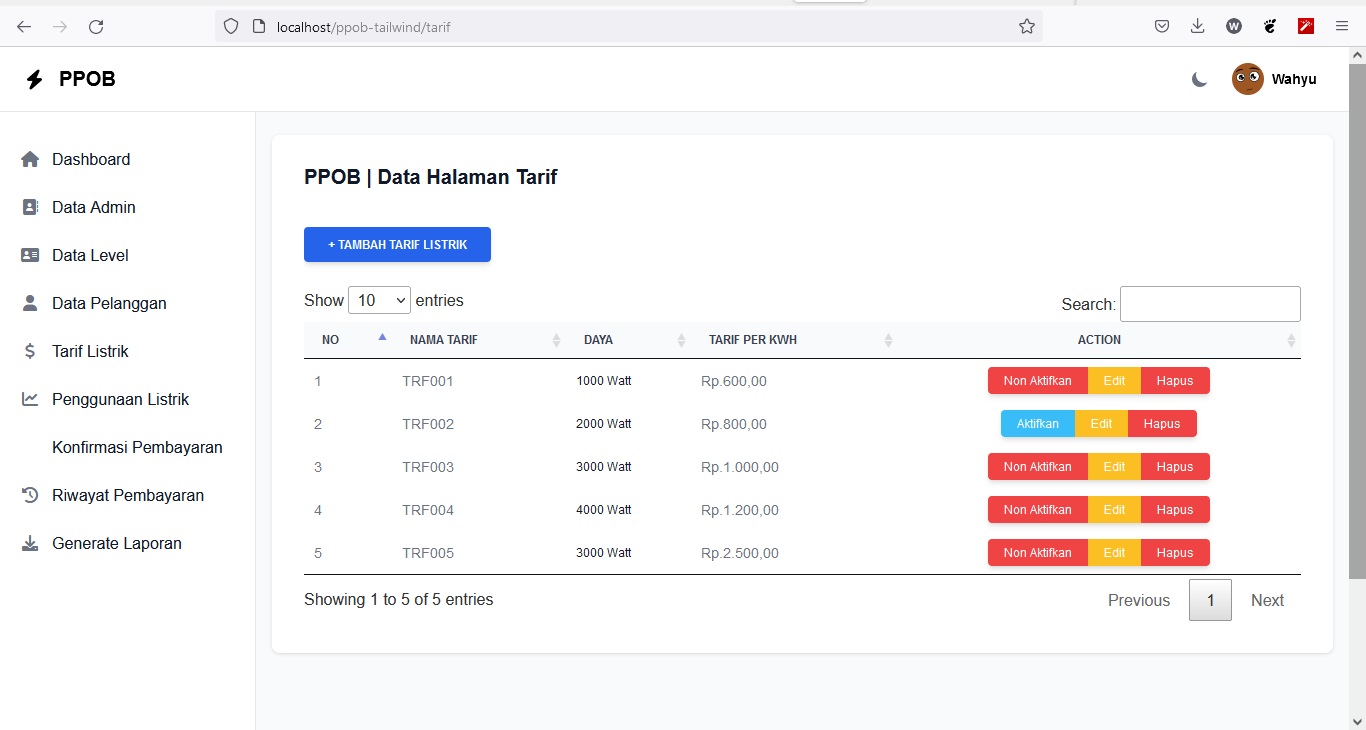 localhost/ppob-tailwind/tarif
W
PPOB
Wahyu
Dashboard
Data Admin
Data Level
Data Pelanggan
Tarif Listrik
Penggunaan Listrik
Konfirmasi Pembayaran
Riwayat Pembayaran
Generate Laporan
PPOB | Data Halaman Tarif
+ TAMBAH TARIF LISTRIK
Show 10 entries
Search:
NO NAMA TARIF DAYA TARIF PER KWH ACTION
1 TRF001 1000 Watt Rp.600,00 Non Aktifkan Edit Hapus
2 TRF002 2000 Watt Rp.800,00 Aktifkan Edit Hapus
3 TRF003 3000 Watt Rp.1.000,00 Non Aktifkan Edit Hapus
4 TRF004 4000 Watt Rp.1.200,00 Non Aktifkan Edit Hapus
5 TRF005 3000 Watt Rp.2.500,00 Non Aktifkan Edit Hapus
Showing 1 to 5 of 5 entries
Previous 1 Next